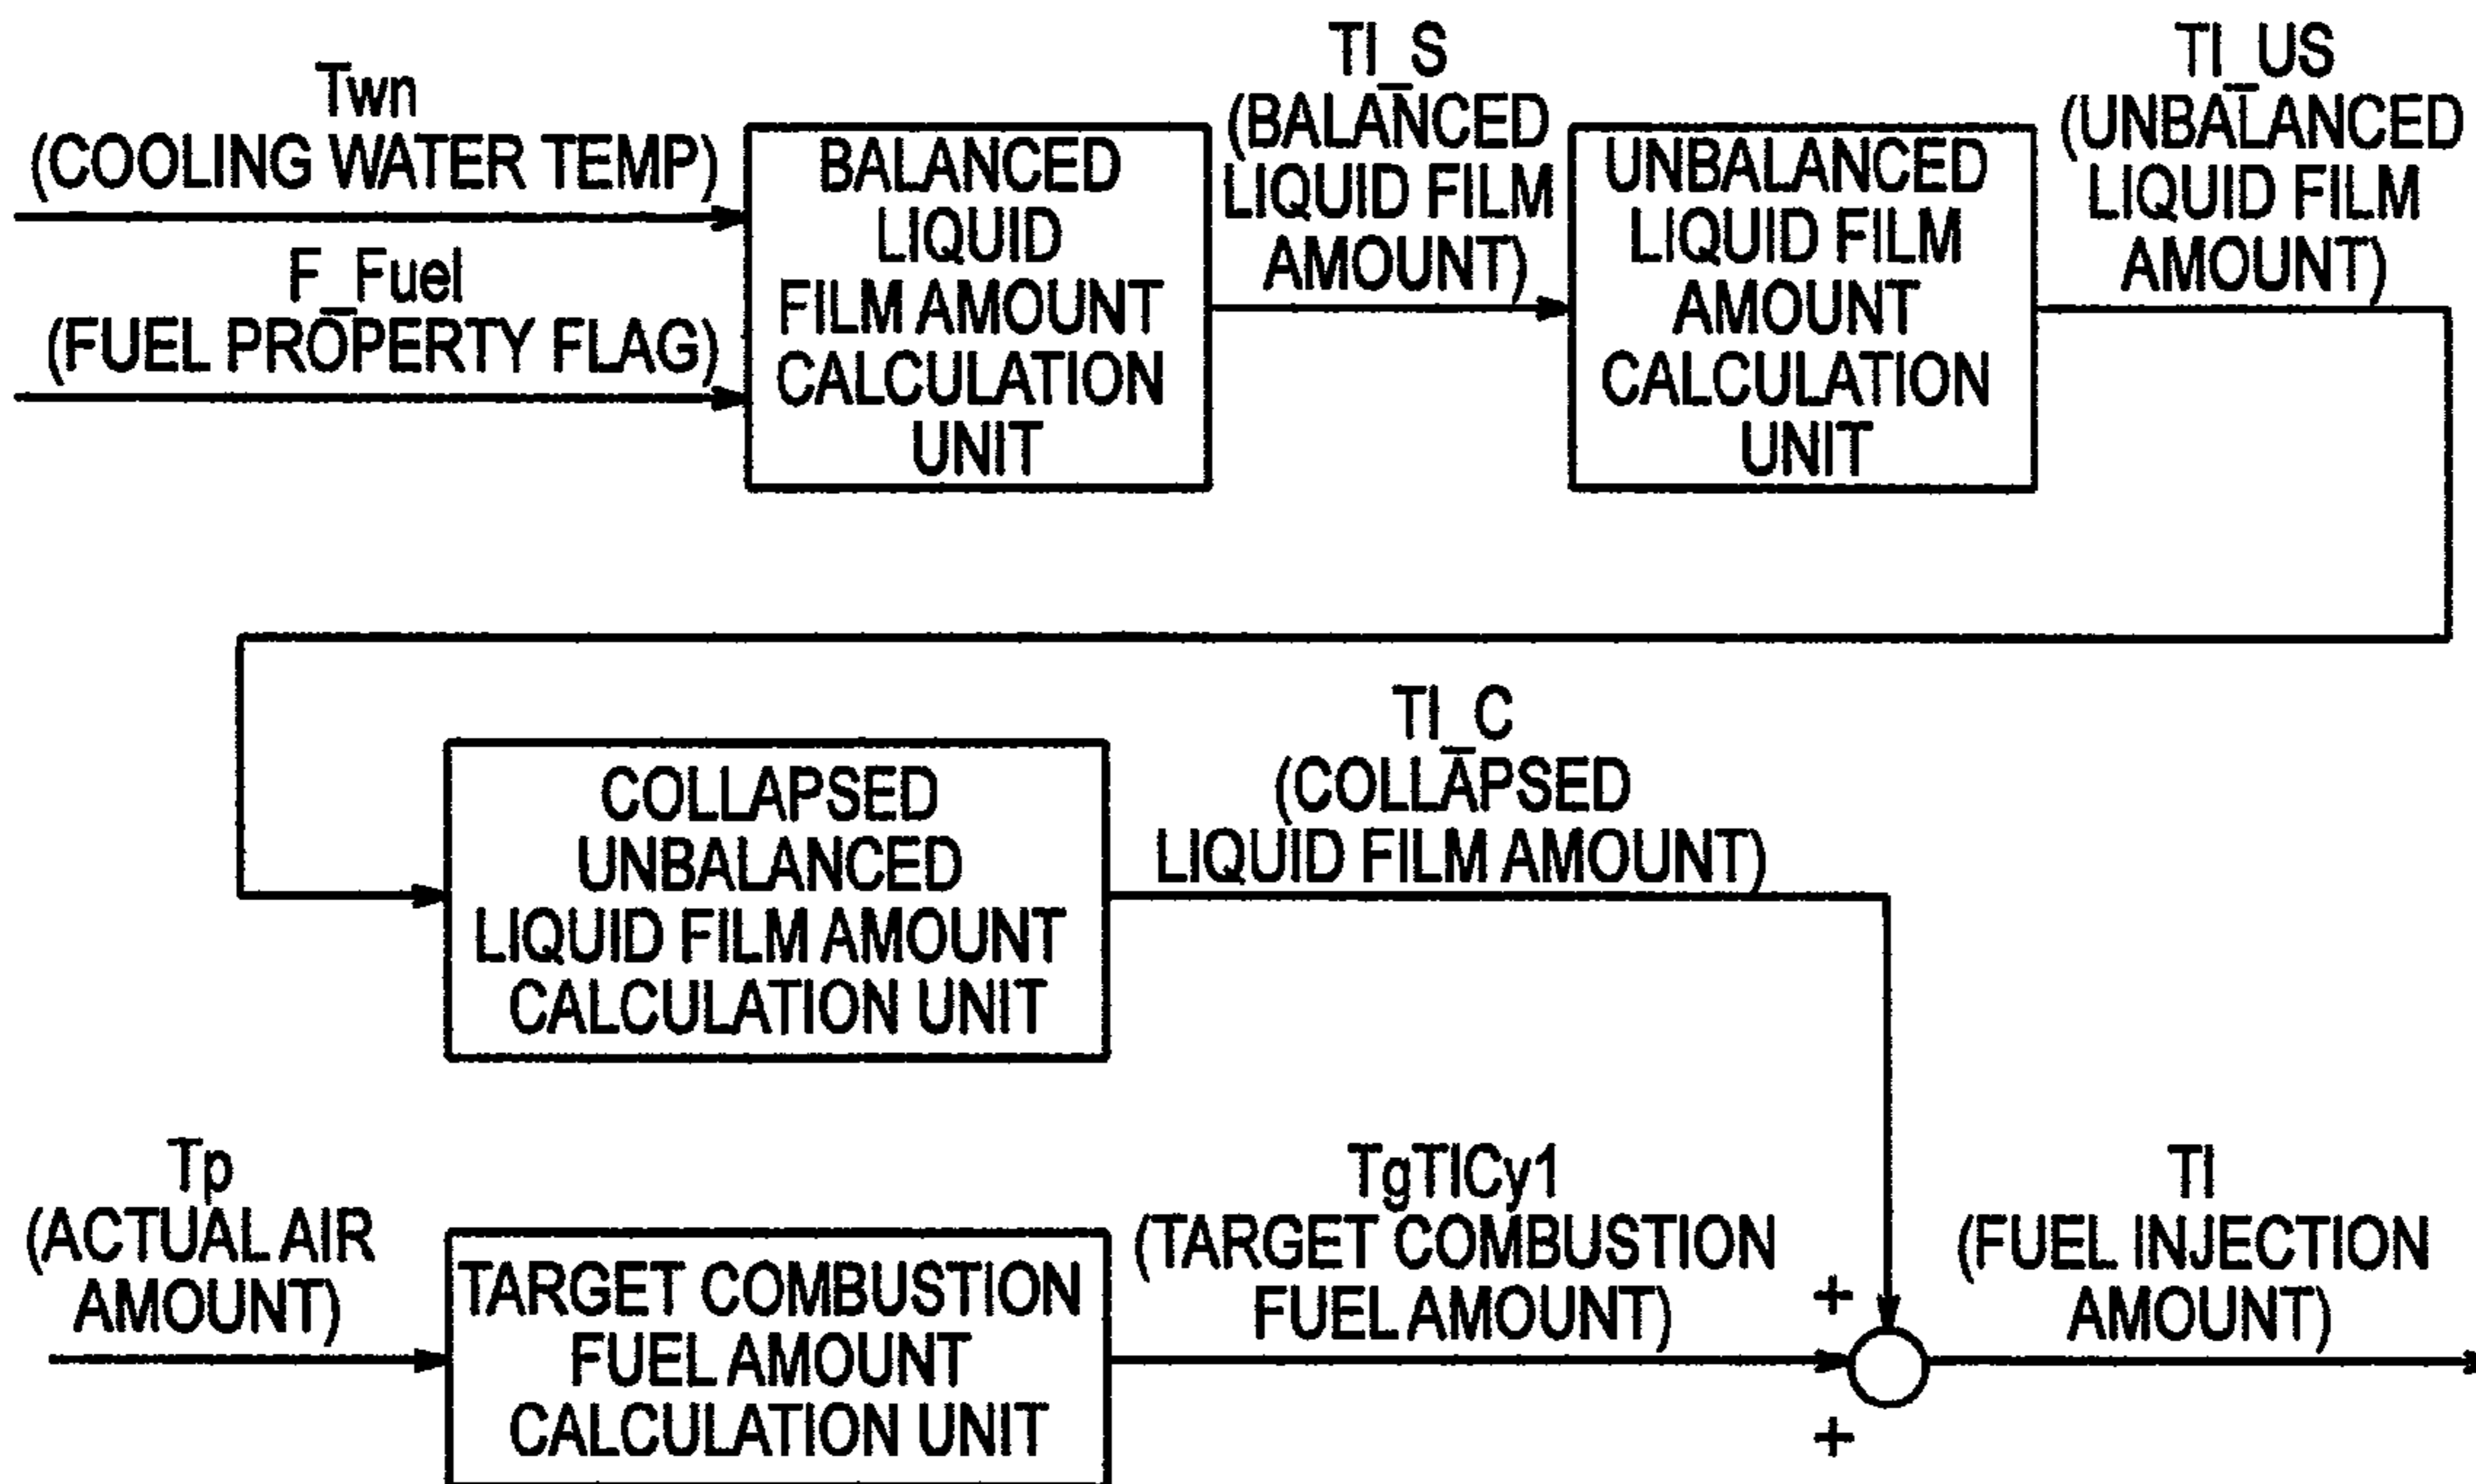 Twn
(COOLING WATER TEMP)
F_Fuel
(FUEL PROPERTY FLAG)
BALANCED
LIQUID
FILM AMOUNT
CALCULATION
UNIT
TI_S
(BALANCED
LIQUID FILM
AMOUNT)
UNBALANCED
LIQUID FILM
AMOUNT
CALCULATION
UNIT
TI_US
(UNBALANCED
LIQUID FILM
AMOUNT)
COLLAPSED
UNBALANCED
LIQUID FILM AMOUNT
CALCULATION UNIT
TI_C
(COLLAPSED
LIQUID FILM AMOUNT)
Tp
(ACTUAL AIR
AMOUNT)
TARGET COMBUSTION
FUEL AMOUNT
CALCULATION UNIT
TgTICy1
(TARGET COMBUSTION
FUEL AMOUNT)
+
+
TI
(FUEL INJECTION
AMOUNT)